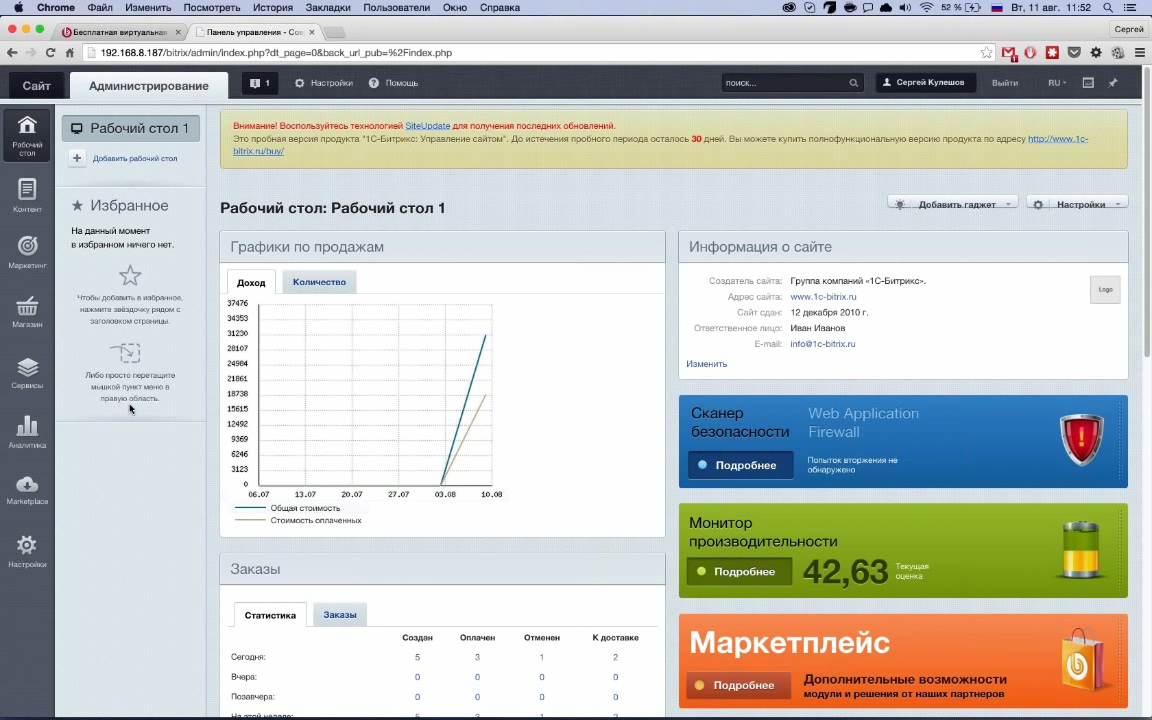 Chrome Файл Изменить Посмотреть История Закладки Пользователи Окно Справка 52 % Вт, 11 авг. 11:52
Бесплатная виртуальная Панель управления - Сов Сергей
192.168.8.187/bitrix/admin/index.php?dt_page=0&back_url_pub=%2Findex.php
Сайт Администрирование 1 Настройки Помощь поиск... Сергей Кулешов Выйти RU
Рабочий стол
Контент
Маркетинг
Магазин
Сервисы
Аналитика
Marketplace
Настройки
Рабочий стол 1
Добавить рабочий стол
Избранное
На данный момент
в избранном ничего нет.
Чтобы добавить в избранное,
нажмите звёздочку рядом с
заголовком страницы.
Либо просто перетащите
мышкой пункт меню в
правую область.
Внимание! Воспользуйтесь технологией SiteUpdate для получения последних обновлений.
Это пробная версия продукта "1С-Битрикс: Управление сайтом". До истечения пробного периода осталось 30 дней. Вы можете купить полнофункциональную версию продукта по адресу http://www.1c-
bitrix.ru/buy/
Рабочий стол: Рабочий стол 1
Добавить гаджет Настройки
Графики по продажам
Доход Количество
37476
34353
31230
28107
24984
21861
18738
15615
12492
9369
6246
3123
0
06.07 13.07 20.07 27.07 03.08 10.08
Общая стоимость
Стоимость оплаченных
Заказы
Статистика Заказы
Создан Оплачен Отменен К доставке
Сегодня: 5 3 1 2
Вчера: 0 0 0 0
Позавчера: 0 0 0 0
На этой неделе: 5 3 1 2
Информация о сайте
Создатель сайта: Группа компаний «1С-Битрикс».
Адрес сайта: www.1c-bitrix.ru
Сайт сдан: 12 декабря 2010 г.
Ответственное лицо: Иван Иванов
E-mail: info@1c-bitrix.ru
Изменить
Logo
Сканер
безопасности
Подробнее
Web Application
Firewall
Попыток вторжения не
обнаружено
Монитор
производительности
Подробнее 42,63 Текущая
оценка
Маркетплейс
Подробнее
Дополнительные возможности
модули и решения от наших партнеров